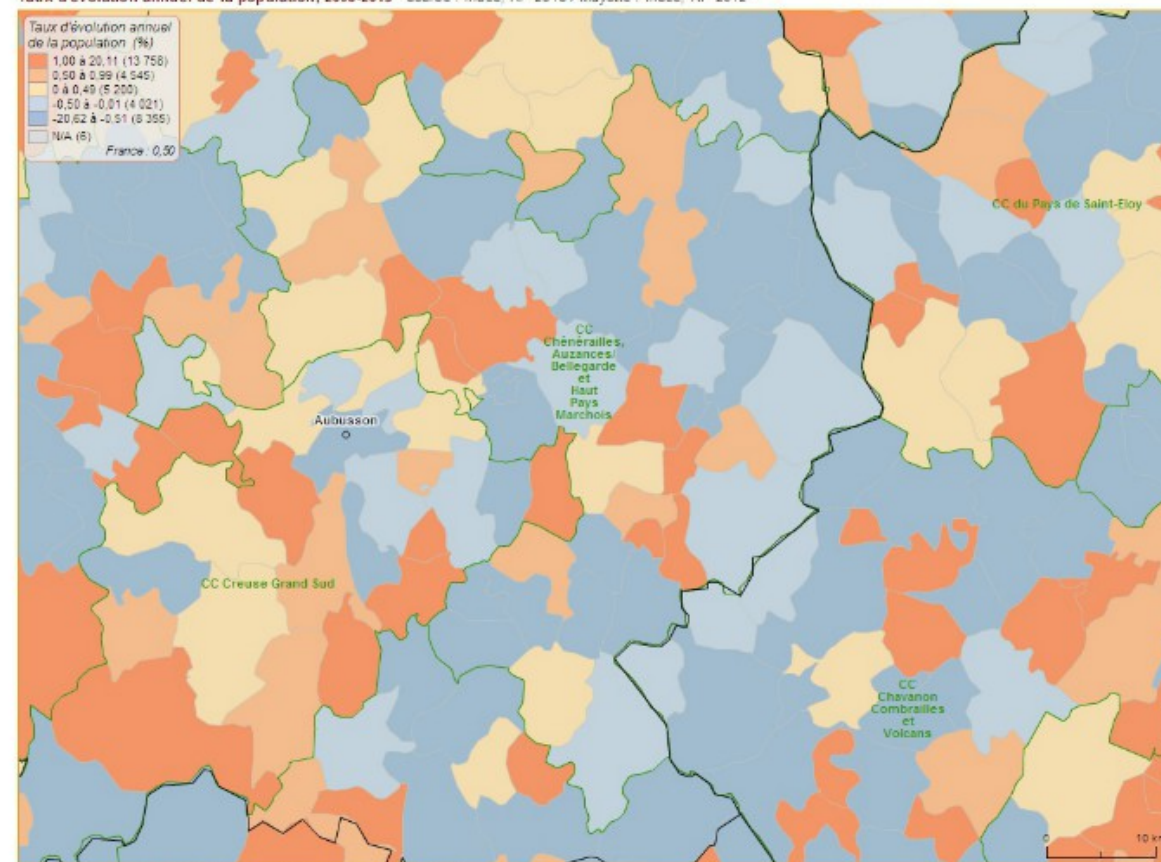 Taux d'évolution annuel
de la population (%)
1,00 à 20,11 (13 758)
0,50 à 0,99 (4 545)
0 à 0,49 (5 200)
-0,50 à -0,01 (4 021)
-20,62 à -0,51 (8 355)
N/A (6)
France : 0,50
CC du Pays de Saint-Eloy
CC
Chénérailles,
Auzances/
Bellegarde
et
Haut
Pays
Marchois
Aubusson
CC Creuse Grand Sud
CC
Chavanon
Combrailles
et
Volcans
0 10 km